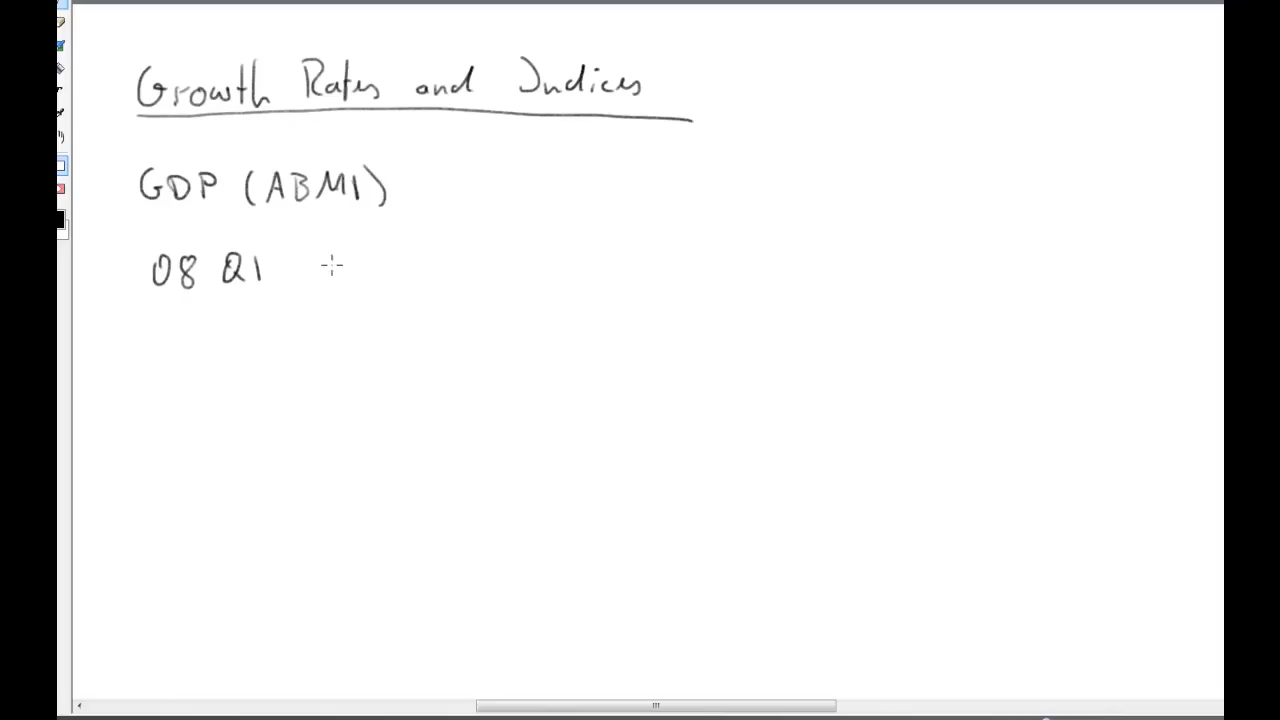 Growth Rates and Indices
GDP (ABMI)
08 Q1